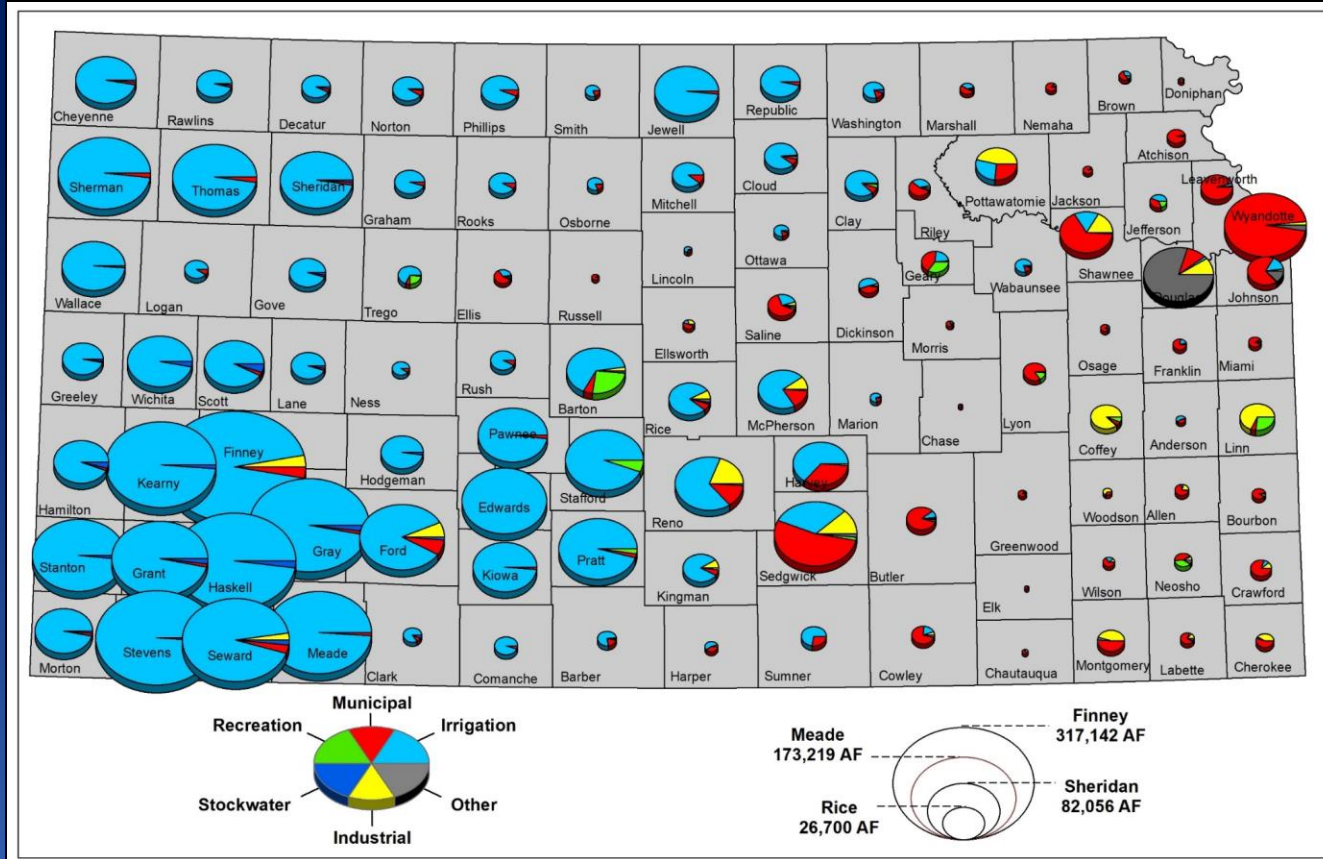 Cheyenne
Rawlins
Decatur
Norton
Phillips
Smith
Jewell
Republic
Washington
Marshall
Nemaha
Brown
Doniphan
Sherman
Thomas
Sheridan
Graham
Rooks
Osborne
Mitchell
Cloud
Clay
Riley
Pottawatomie
Jackson
Atchison
Jefferson
Leavenworth
Wyandotte
Wallace
Logan
Gove
Trego
Ellis
Russell
Lincoln
Ottawa
Saline
Dickinson
Geary
Wabaunsee
Shawnee
Douglas
Johnson
Greeley
Wichita
Scott
Lane
Ness
Rush
Barton
Ellsworth
Rice
McPherson
Marion
Morris
Chase
Lyon
Osage
Franklin
Miami
Hamilton
Kearny
Finney
Hodgeman
Pawnee
Edwards
Stafford
Reno
Harvey
Coffey
Anderson
Linn
Stanton
Grant
Haskell
Gray
Ford
Kiowa
Pratt
Kingman
Sedgwick
Butler
Greenwood
Woodson
Allen
Bourbon
Morton
Stevens
Seward
Meade
Clark
Comanche
Barber
Harper
Sumner
Cowley
Elk
Chautauqua
Wilson
Neosho
Crawford
Montgomery
Labette
Cherokee
Municipal
Recreation
Irrigation
Stockwater
Other
Industrial
Finney
317,142 AF
Meade
173,219 AF
Sheridan
82,056 AF
Rice
26,700 AF